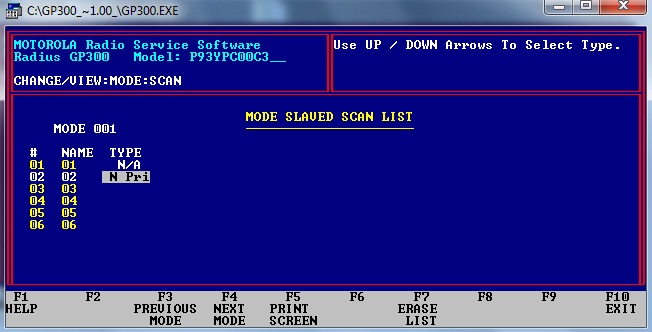 C:\GP300_~1.00_\GP300.EXE
MOTOROLA Radio Service Software
Radius GP300 Model: P93YPC00C3__
CHANGE/VIEW:MODE:SCAN
Use UP / DOWN Arrows To Select Type.
MODE SLAVED SCAN LIST
MODE 001
# NAME TYPE
01 01 N/A
02 02 N Pri
03 03
04 04
05 05
06 06
F1 F2 F3 F4 F5 F6 F7 F8 F9 F10
HELP PREVIOUS NEXT PRINT ERASE EXIT
MODE MODE SCREEN LIST